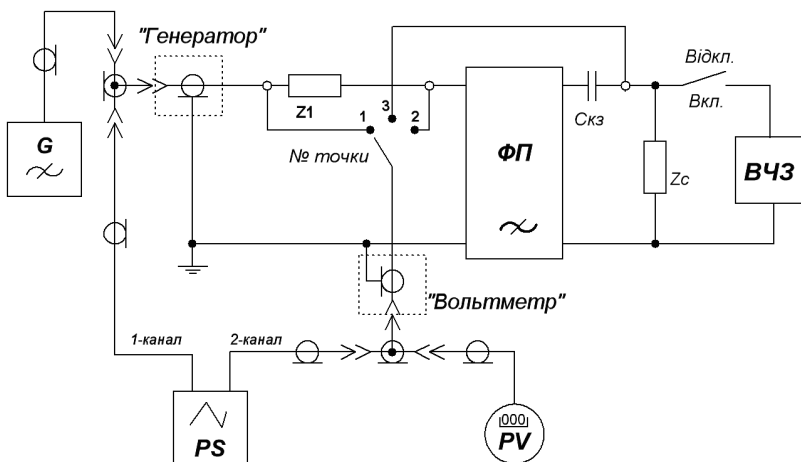 "Генератор"
Відкл.
Z1
3
1
2
Скз
Вкл.
G
№ точки
ФП
Zc
ВЧЗ
"Вольтметр"
1-канал
2-канал
000
PS
PV